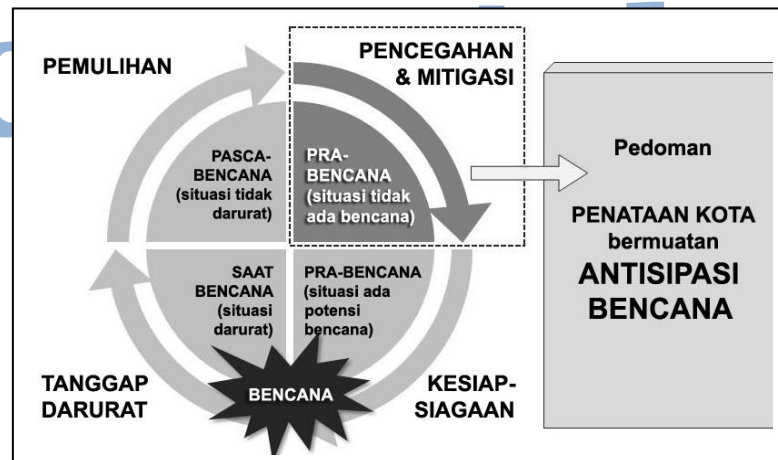 PEMULIHAN
PENCEGAHAN
& MITIGASI
PASCA-
BENCANA
(situasi tidak
darurat)
PRA-
BENCANA
(situasi tidak
ada bencana)
SAAT
BENCANA
(situasi
darurat)
PRA-BENCANA
(situasi ada
potensi
bencana)
BENCANA
TANGGAP
DARURAT
KESIAP-
SIAGAAN
Pedoman
PENATAAN KOTA
bermuatan
ANTISIPASI
BENCANA